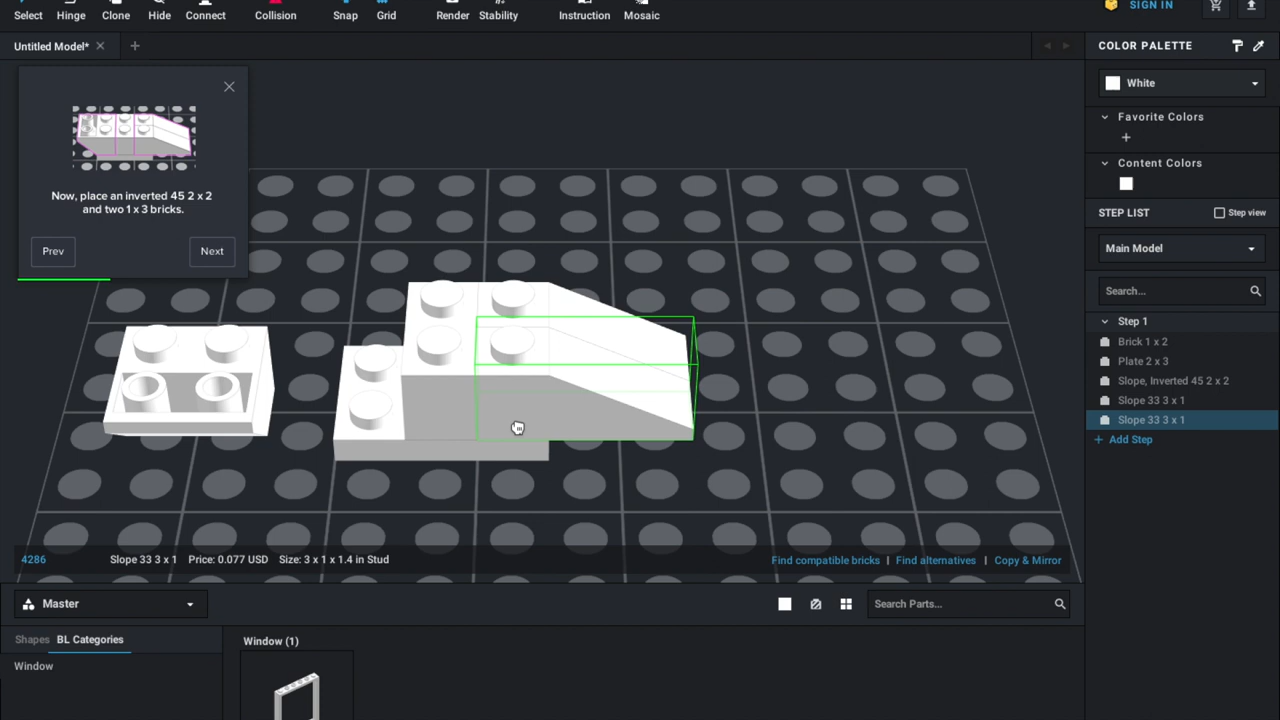 Select Hinge Clone Hide Connect Collision Snap Grid Render Stability Instruction Mosaic SIGN IN
Untitled Model*
COLOR PALETTE
White
Favorite Colors
Content Colors
Now, place an inverted 45 2 x 2
and two 1 x 3 bricks.
Prev Next
STEP LIST Step view
Main Model
Search...
Step 1
Brick 1 x 2
Plate 2 x 3
Slope, Inverted 45 2 x 2
Slope 33 3 x 1
Slope 33 3 x 1
+ Add Step
4286 Slope 33 3 x 1 Price: 0.077 USD Size: 3 x 1 x 1.4 in Stud Find compatible bricks | Find alternatives | Copy & Mirror
Master Search Parts...
Shapes BL Categories
Window (1)
Window